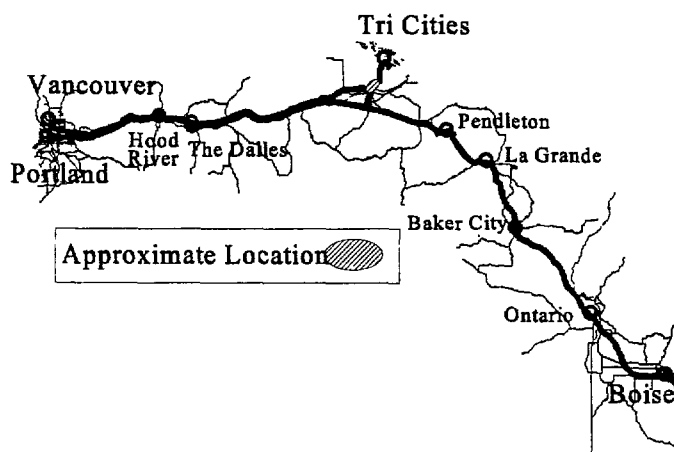 Tri Cities
Vancouver
Hood
River
The Dalles
Pendleton
La Grande
Portland
Baker City
Approximate Location
Ontario
Boise